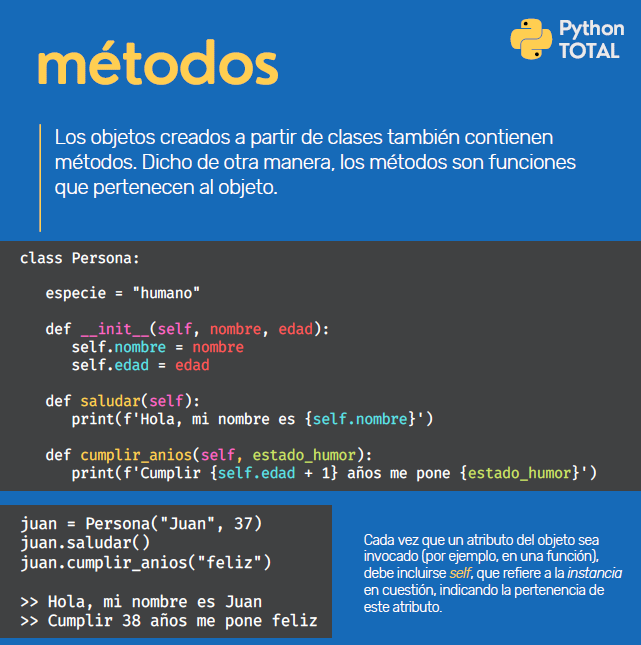 Python
TOTAL
métodos
Los objetos creados a partir de clases también contienen
métodos. Dicho de otra manera, los métodos son funciones
que pertenecen al objeto.
class Persona:
especie = "humano"
def __init__(self, nombre, edad):
self.nombre = nombre
self.edad = edad
def saludar(self):
print(f'Hola, mi nombre es {self.nombre}')
def cumplir_anios(self, estado_humor):
print(f'Cumplir {self.edad + 1} años me pone {estado_humor}')
juan = Persona("Juan", 37)
juan.saludar()
juan.cumplir_anios("feliz")
>> Hola, mi nombre es Juan
>> Cumplir 38 años me pone feliz
Cada vez que un atributo del objeto sea
invocado (por ejemplo, en una función),
debe incluirse self, que refiere a la instancia
en cuestión, indicando la pertenencia de
este atributo.